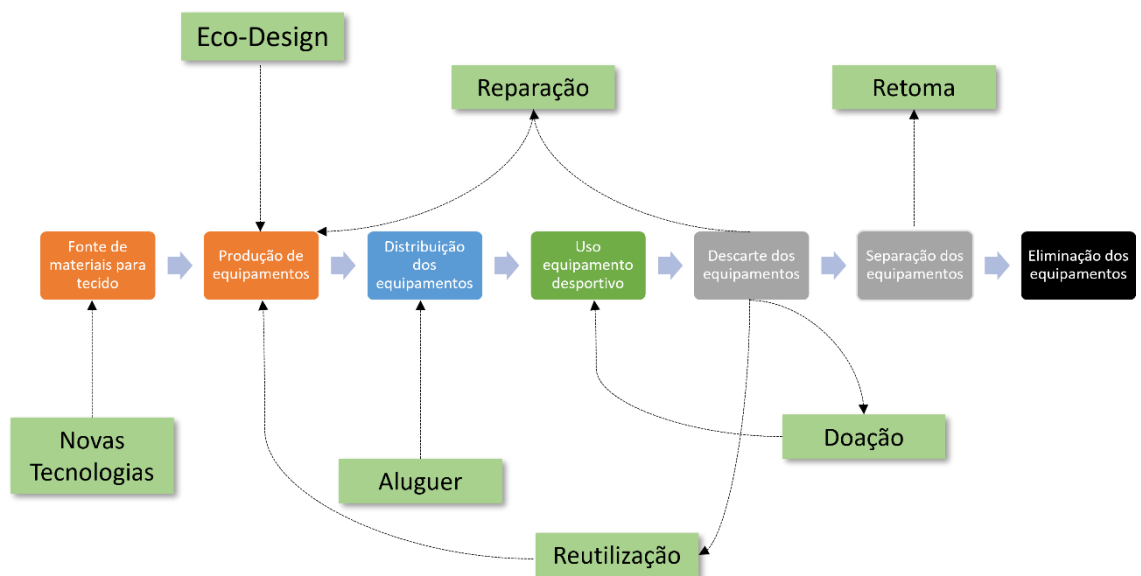 Eco-Design
Reparação
Retoma
Fonte de
materiais para
tecido
Produção de
equipamentos
Distribuição
dos
equipamentos
Uso
equipamento
desportivo
Descarte dos
equipamentos
Separação dos
equipamentos
Eliminação dos
equipamentos
Novas
Tecnologias
Aluguer
Doação
Reutilização